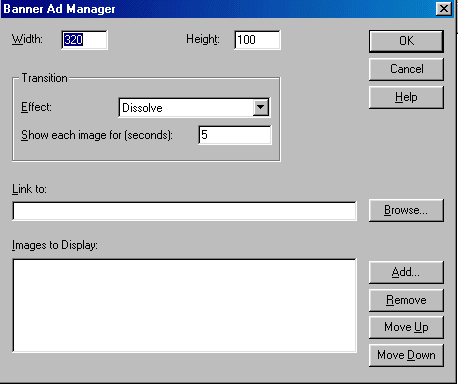 Banner Ad Manager
Width: 320 Height: 100 OK
Cancel
Help
Transition
Effect: Dissolve
Show each image for (seconds): 5
Link to:
Browse...
Images to Display:
Add...
Remove
Move Up
Move Down